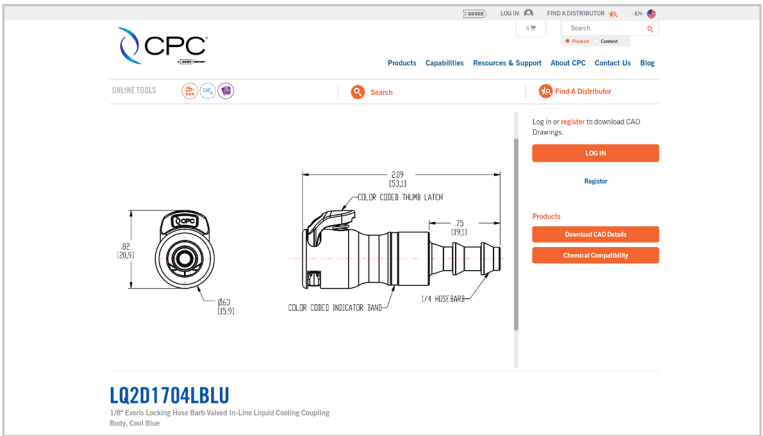 DOVER LOG IN FIND A DISTRIBUTOR -EN-
CPC
0 Search
Product Content
Products Capabilities Resources & Support About CPC Contact Us Blog
ONLINE TOOLS Search Find A Distributor
Log in or register to download CAD
Drawings.
LOG IN
Register
Products
Download CAD Details
Chemical Compatibility
2.09
[53,1]
COLOR CODED THUMB LATCH
.75
[19,1]
CPC
.82
[20,9]
Ø.63
[15,9]
COLOR CODED INDICATOR BAND
1/4 HOSEBARB
LQ2D1704LBLU
1/8" Everis Locking Hose Barb Valved In-Line Liquid Cooling Coupling
Body, Cool Blue